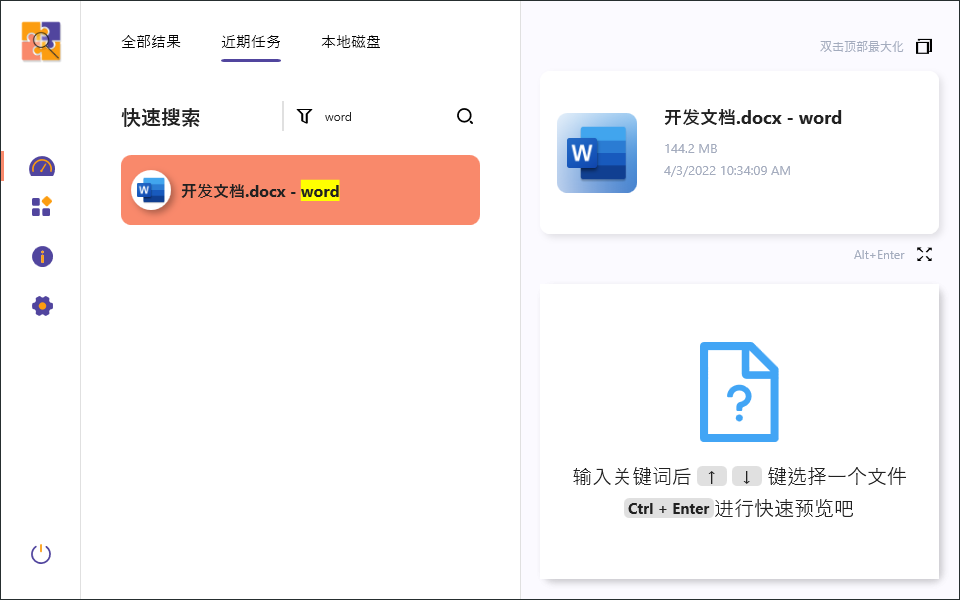 全部结果 近期任务 本地磁盘
快速搜索 word
开发文档.docx - word
双击顶部最大化
开发文档.docx - word
144.2 MB
4/3/2022 10:34:09 AM
Alt+Enter
?
输入关键词后 ↑ ↓ 键选择一个文件
Ctrl + Enter 进行快速预览吧